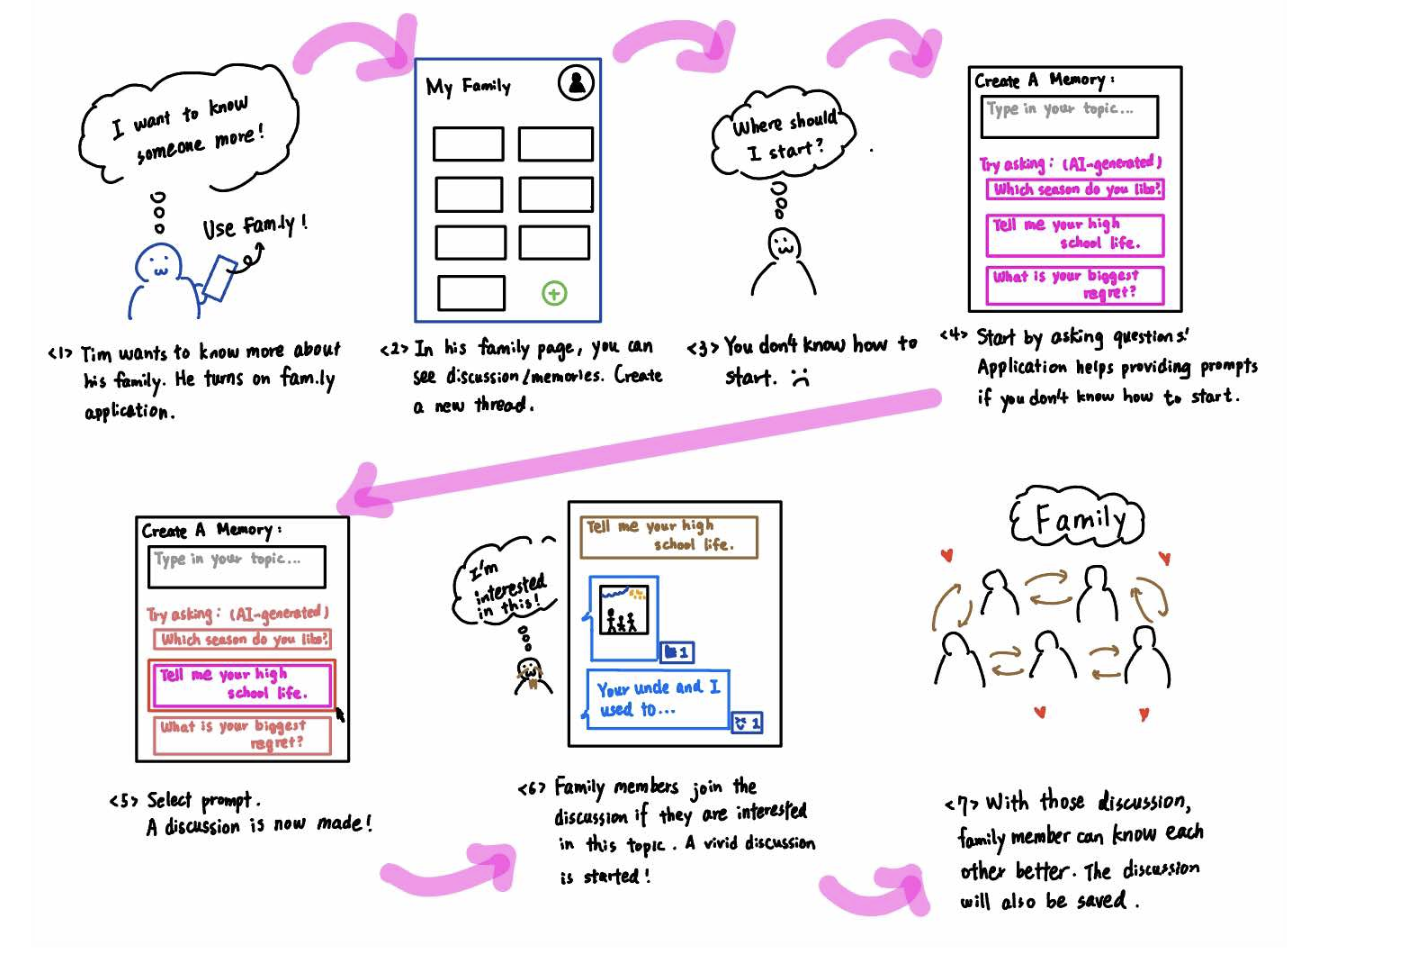 I want to know
someone more!
Use Fam.ly!
<1> Tim wants to know more about
his family. He turns on fam.ly
application.
My Family
<2> In his family page, you can
see discussion/memories. Create
a new thread.
Where should
I start?
<3> You don't know how to
start.
Create A Memory:
Type in your topic...
Try asking: (AI-generated)
Which season do you like?
Tell me your high
school life.
What is your biggest
regret?
<4> Start by asking questions!
Application helps providing prompts
if you don't know how to start.
Create A Memory:
Type in your topic...
Try asking: (AI-generated)
Which season do you like?
Tell me your high
school life.
What is your biggest
regret?
<5> Select prompt.
A discussion is now made!
I'm
interested
in this!
Tell me your high
school life.
1
Your uncle and I
used to...
1
<6> Family members join the
discussion if they are interested
in this topic. A vivid discussion
is started!
Family
<7> With those discussion,
family member can know each
other better. The discussion
will also be saved.